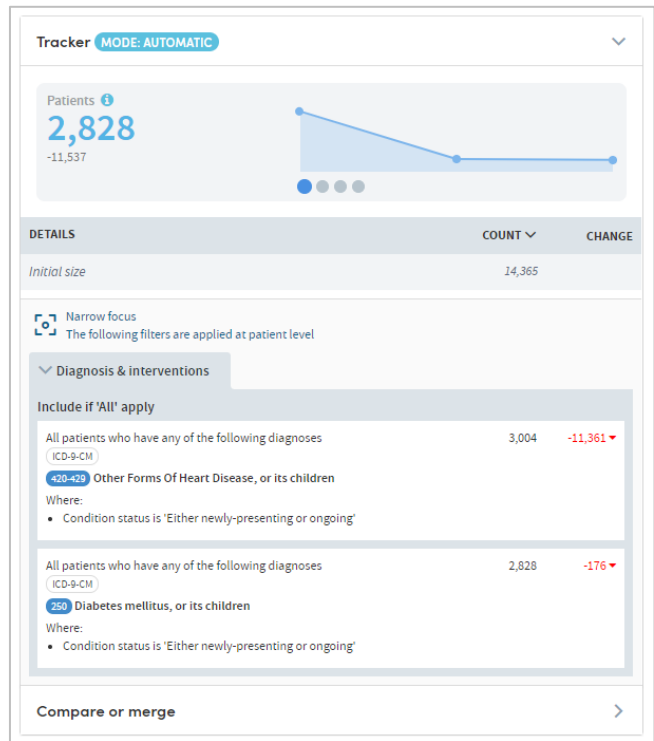 Tracker MODE: AUTOMATIC
Patients i
2,828
-11,537
DETAILS COUNT CHANGE
Initial size 14,365
Narrow focus
The following filters are applied at patient level
Diagnosis & interventions
Include if 'All' apply
All patients who have any of the following diagnoses 3,004 -11,361
ICD-9-CM
420-429 Other Forms Of Heart Disease, or its children
Where:
• Condition status is 'Either newly-presenting or ongoing'
All patients who have any of the following diagnoses 2,828 -176
ICD-9-CM
250 Diabetes mellitus, or its children
Where:
• Condition status is 'Either newly-presenting or ongoing'
Compare or merge